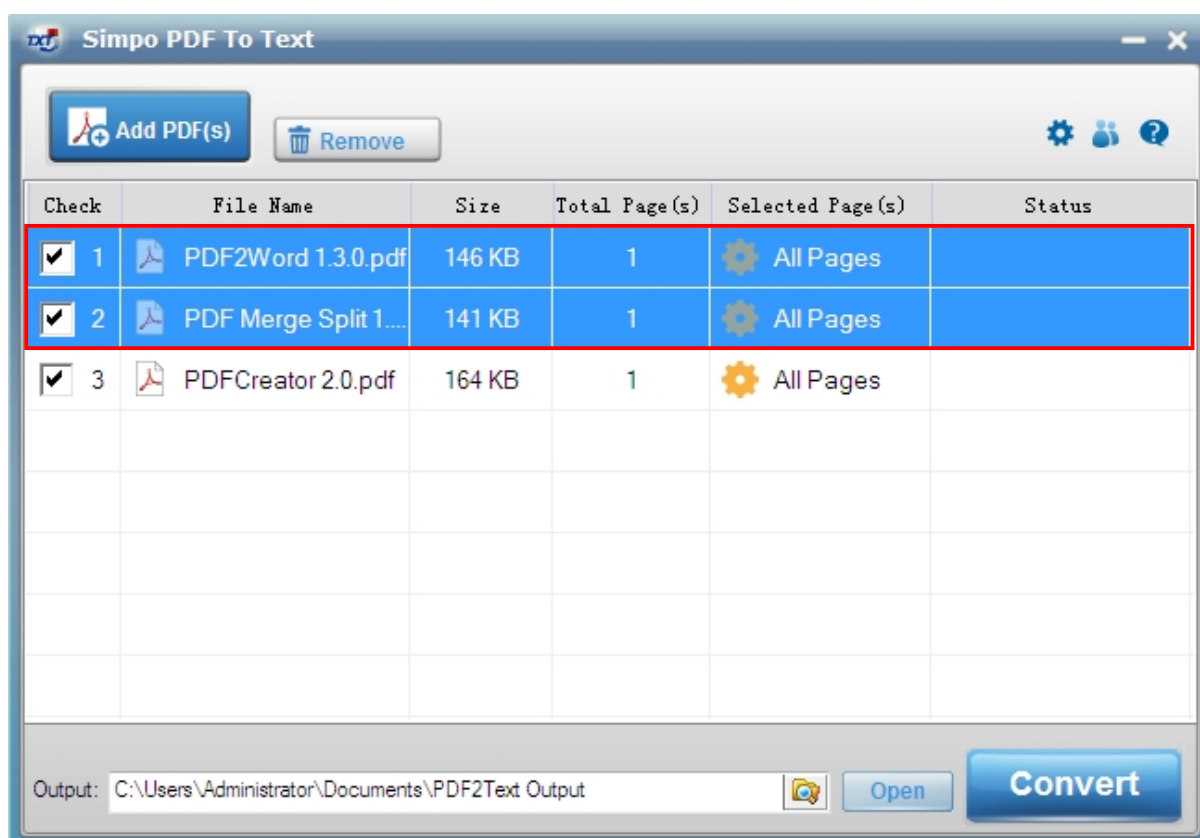 Simpo PDF To Text
Add PDF(s) Remove
Check File Name Size Total Page(s) Selected Page(s) Status
1 PDF2Word 1.3.0.pdf 146 KB 1 All Pages
2 PDF Merge Split 1.... 141 KB 1 All Pages
3 PDFCreator 2.0.pdf 164 KB 1 All Pages
Output: C:\Users\Administrator\Documents\PDF2Text Output Open Convert